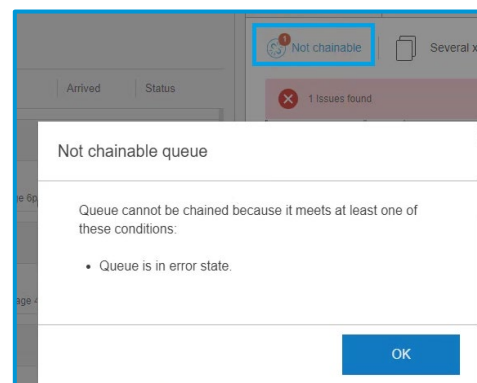 1
Not chainable
Several x
Arrived
Status
1 Issues found
Not chainable queue
Queue cannot be chained because it meets at least one of
these conditions:
• Queue is in error state.
OK